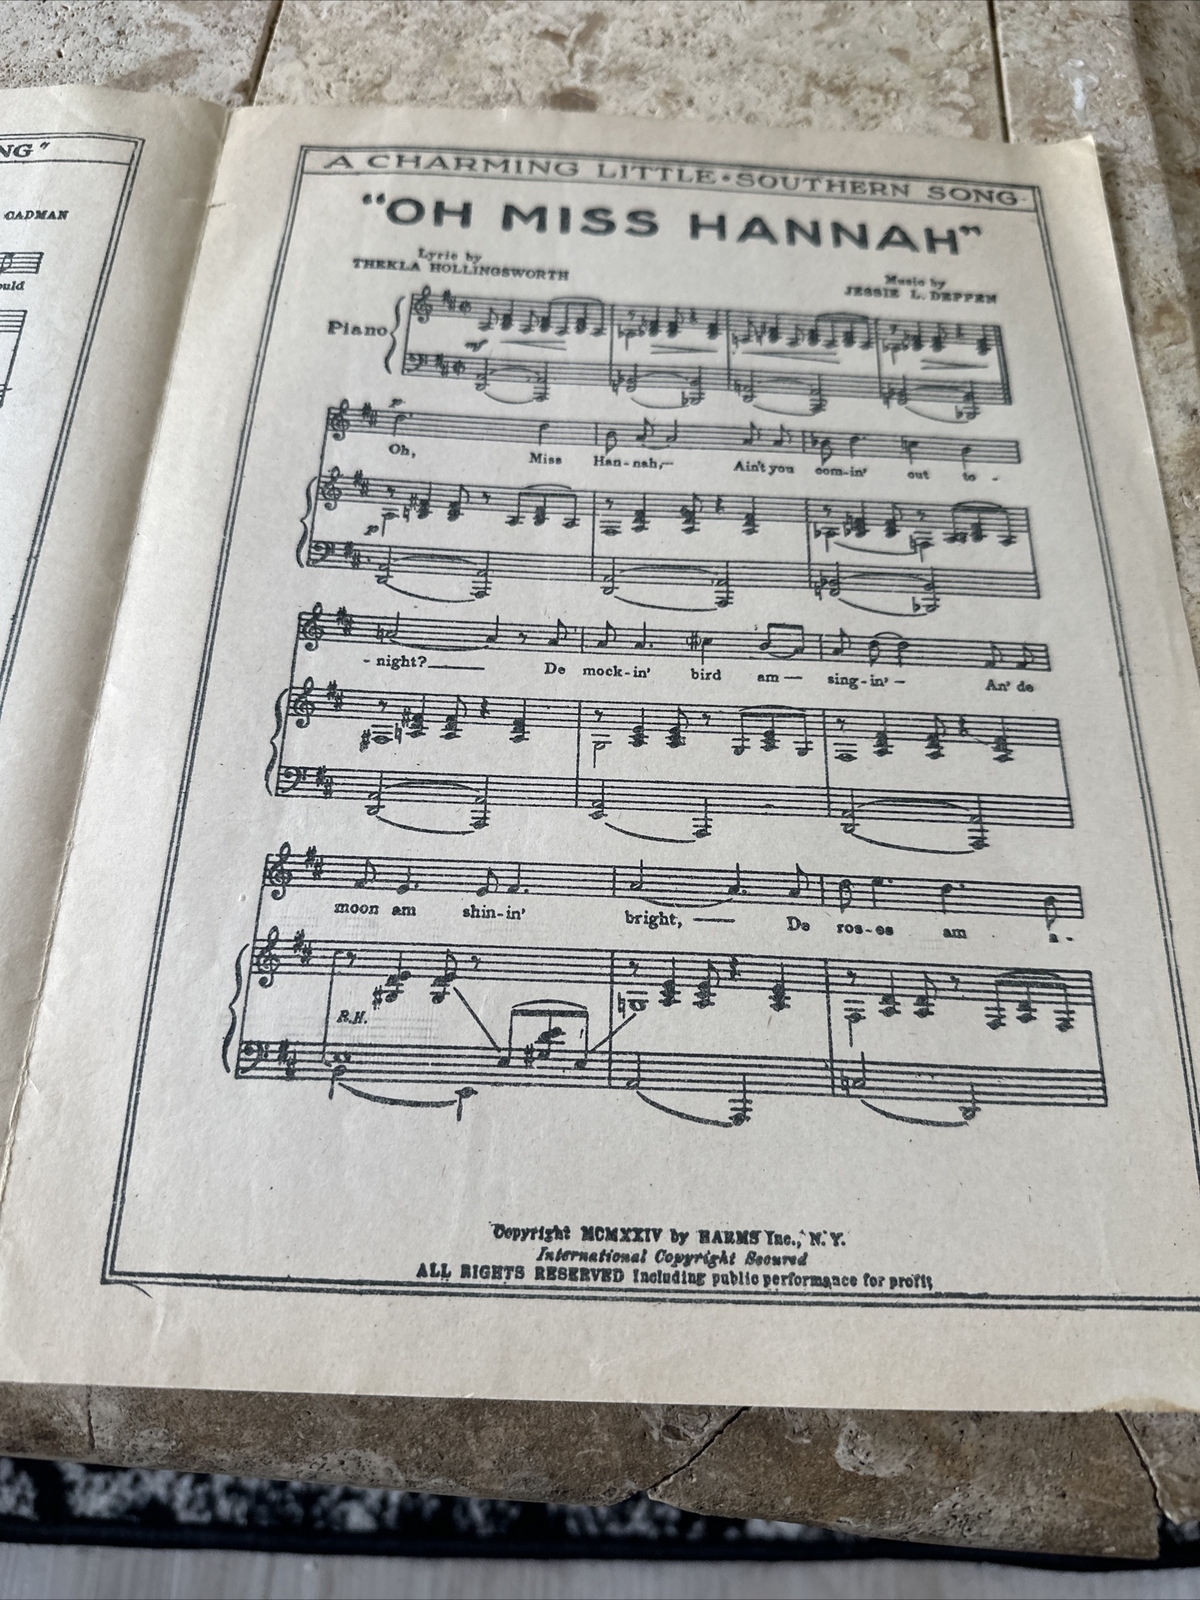 NG"
CADMAN
ould
A CHARMING LITTLE • SOUTHERN SONG
"OH MISS HANNAH"
Lyric by
THEKLA HOLLINGSWORTH
Music by
JESSIE L. DEPPEN
Piano
mf
p
Oh, Miss Han-nah,- Ain't you com-in' out to -
p
- night? De mock-in' bird am — sing-in' - An' de
moon am shin-in' bright, — De ros-es am a -
R.H.
Copyright MCMXXIV by HARMS Inc., N.Y.
International Copyright Secured
ALL RIGHTS RESERVED Including public performance for profit